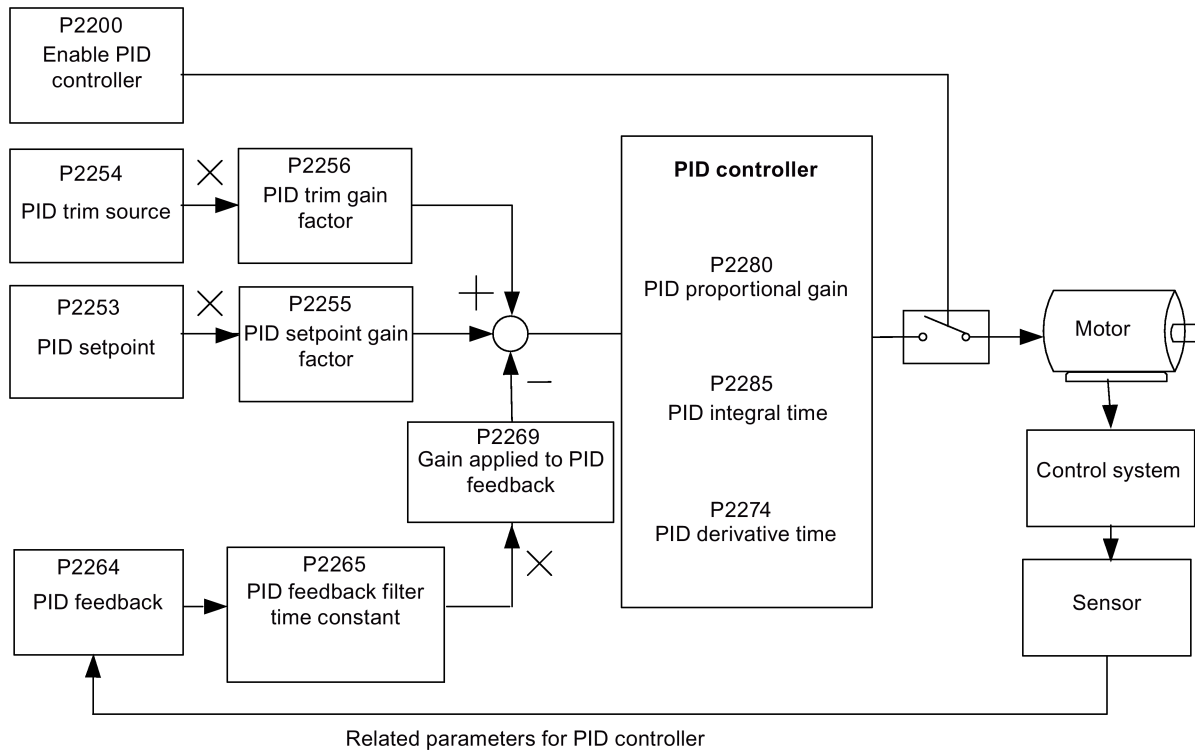 P2200
Enable PID
controller
P2254
PID trim source
P2256
PID trim gain
factor
P2253
PID setpoint
P2255
PID setpoint gain
factor
+
−
P2269
Gain applied to PID
feedback
P2264
PID feedback
P2265
PID feedback filter
time constant
PID controller
P2280
PID proportional gain
P2285
PID integral time
P2274
PID derivative time
Motor
Control system
Sensor
Related parameters for PID controller